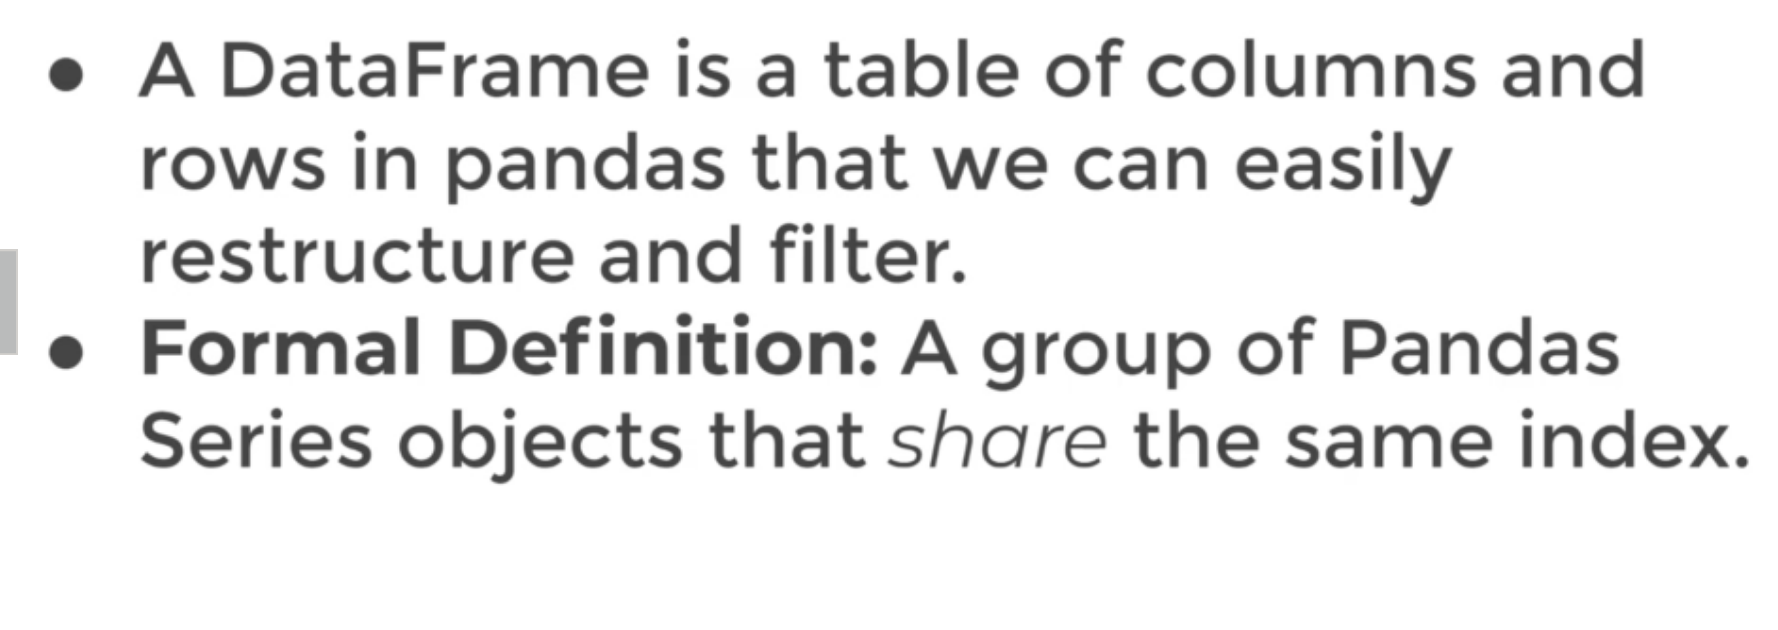 ● A DataFrame is a table of columns and
rows in pandas that we can easily
restructure and filter.
● Formal Definition: A group of Pandas
Series objects that share the same index.